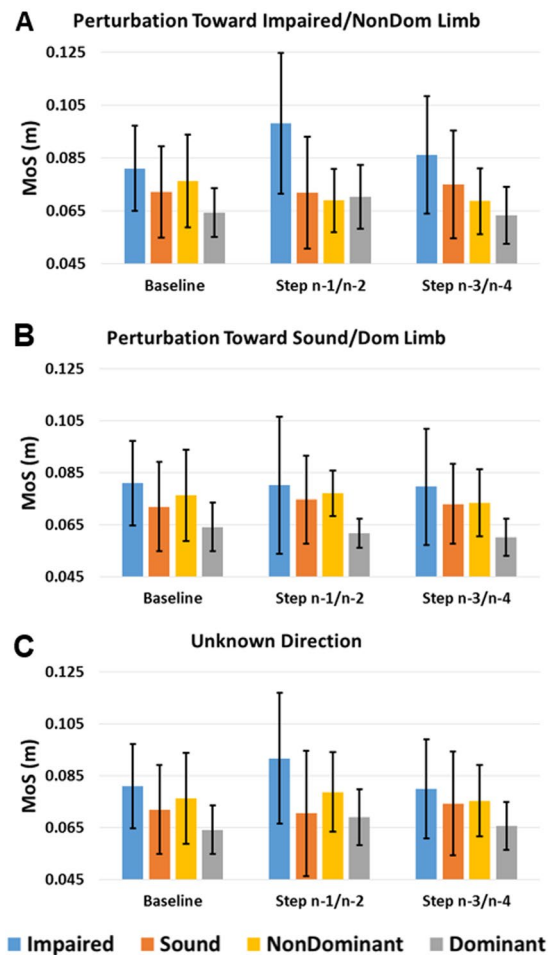 A
Perturbation Toward Impaired/NonDom Limb
MoS (m)
0.125
0.105
0.085
0.065
0.045
Baseline
Step n-1/n-2
Step n-3/n-4
B
Perturbation Toward Sound/Dom Limb
MoS (m)
0.125
0.105
0.085
0.065
0.045
Baseline
Step n-1/n-2
Step n-3/n-4
C
Unknown Direction
MoS (m)
0.125
0.105
0.085
0.065
0.045
Baseline
Step n-1/n-2
Step n-3/n-4
Impaired
Sound
NonDominant
Dominant